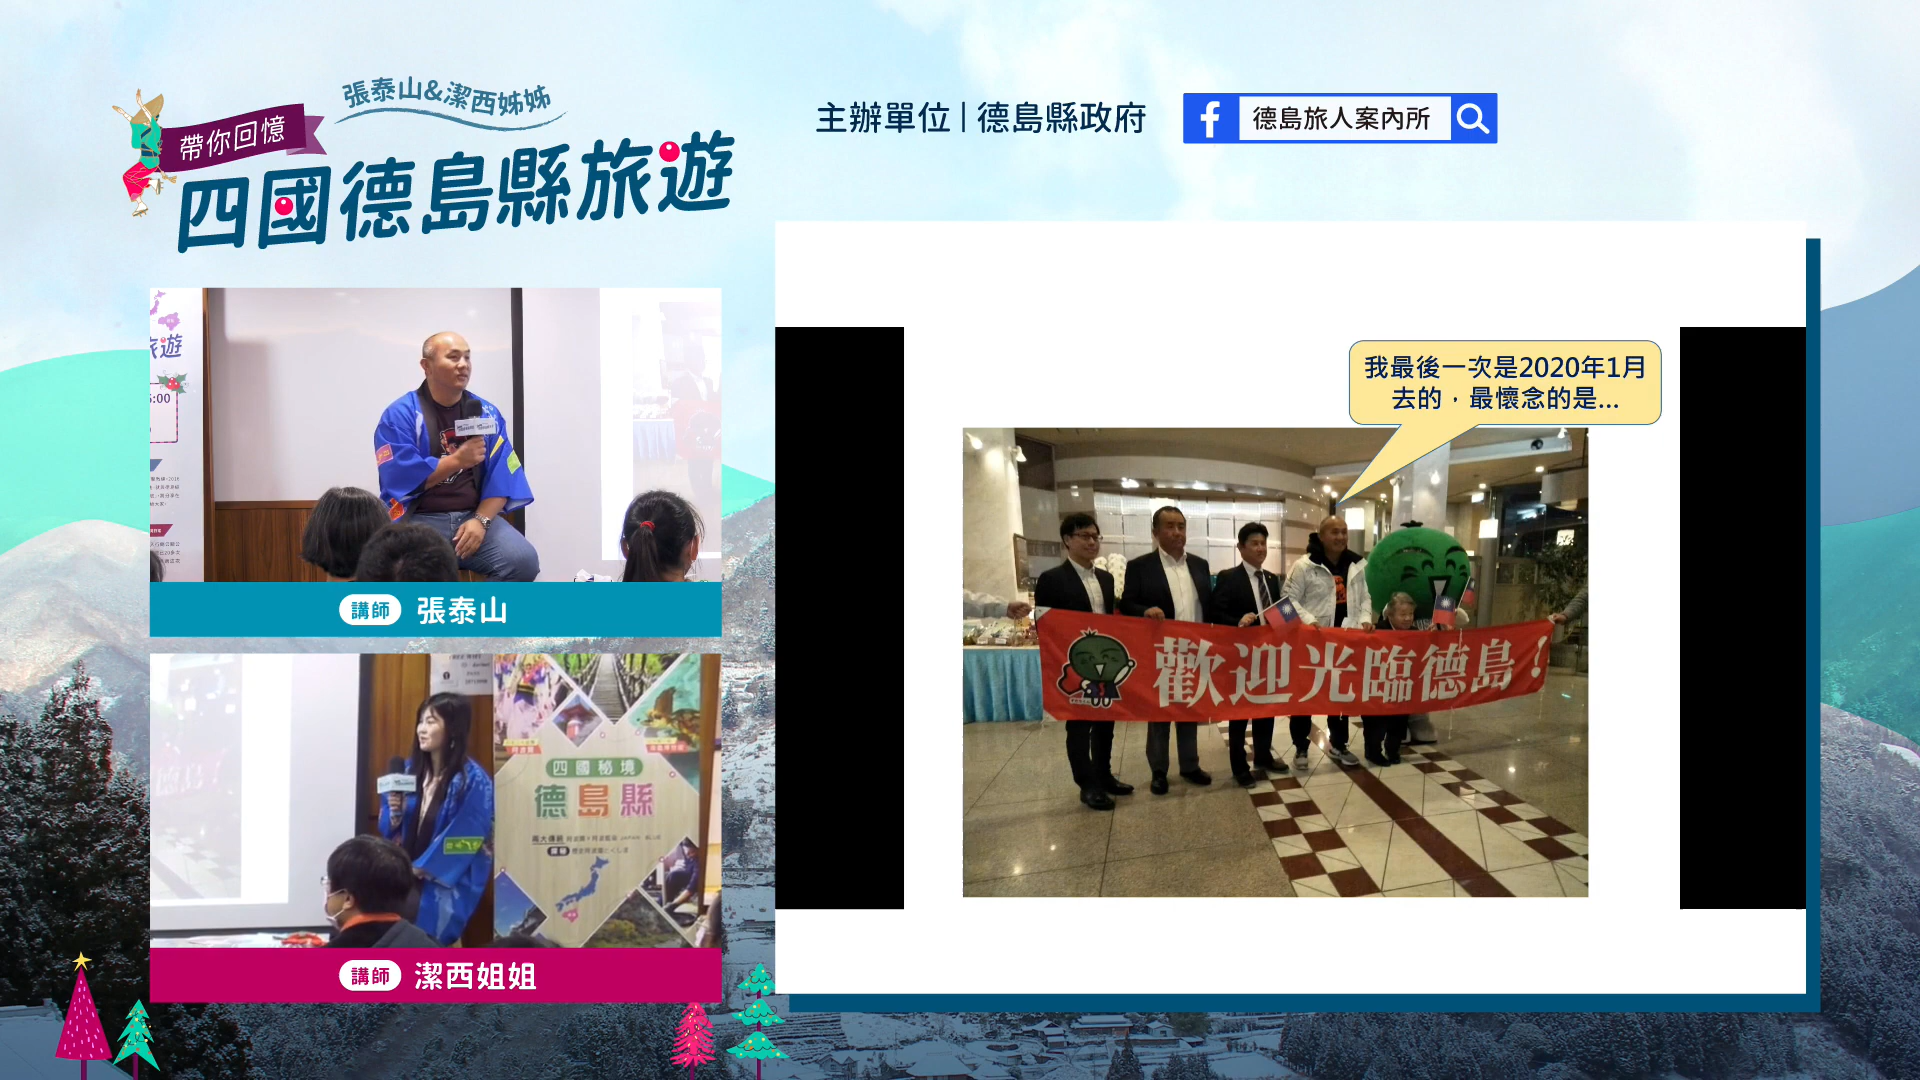 張泰山&潔西姊姊
帶你回憶
四國德島縣旅遊
主辦單位|德島縣政府
德島旅人案內所
旅遊
5:00
講師 張泰山
四國秘境
德島縣
講師 潔西姐姐
我最後一次是2020年1月
去的，最懷念的是...
歡迎光臨德島！